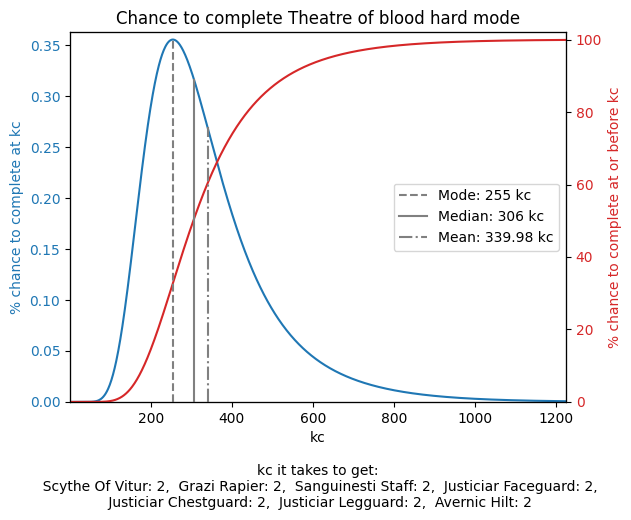 Chance to complete Theatre of blood hard mode
% chance to complete at kc
0.35
0.30
0.25
0.20
0.15
0.10
0.05
0.00
100
80
60
40
20
0
% chance to complete at or before kc
Mode: 255 kc
Median: 306 kc
Mean: 339.98 kc
200 400 600 800 1000 1200
kc
kc it takes to get:
Scythe Of Vitur: 2, Grazi Rapier: 2, Sanguinesti Staff: 2, Justiciar Faceguard: 2,
Justiciar Chestguard: 2, Justiciar Legguard: 2, Avernic Hilt: 2